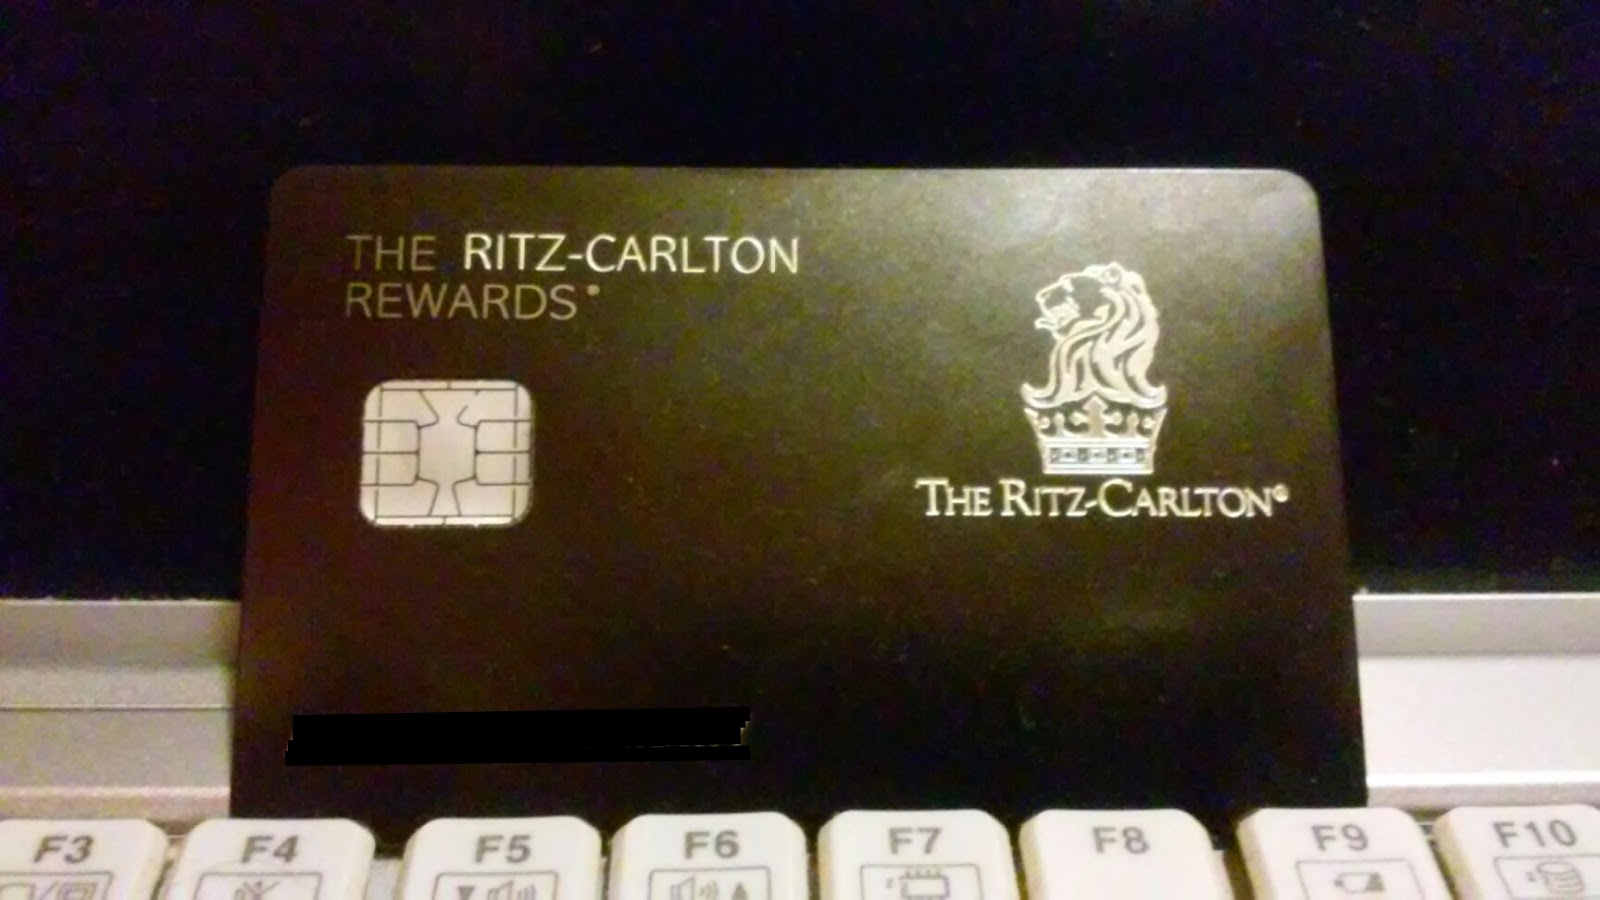 THE RITZ-CARLTON
REWARDS®
THE RITZ-CARLTON®
F3 F4 F5 F6 F7 F8 F9 F10